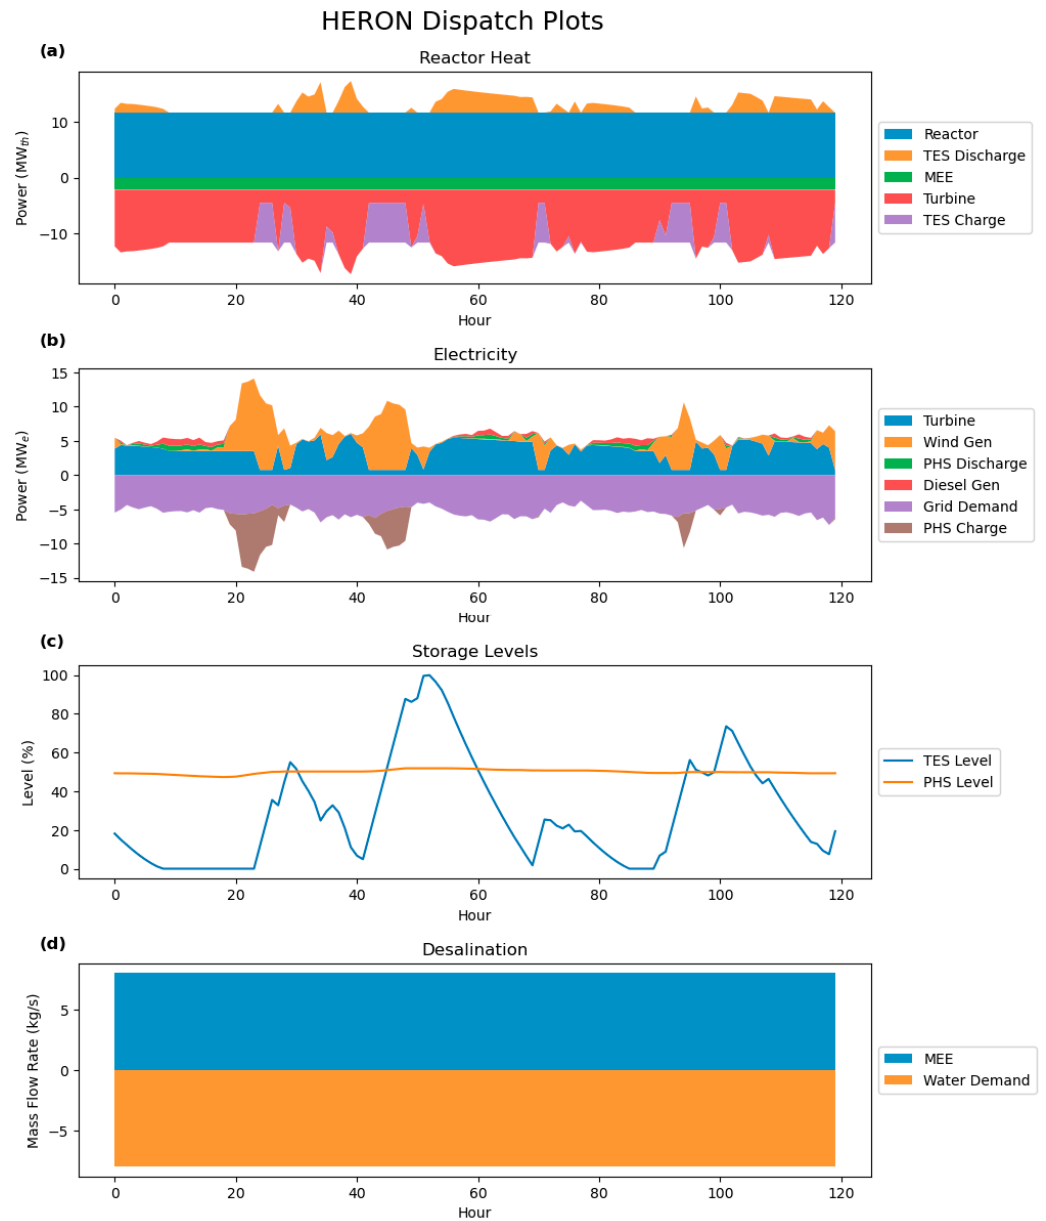 HERON Dispatch Plots
(a)
Reactor Heat
Power (MWth)
10
0
−10
0 20 40 60 80 100 120
Hour
Reactor
TES Discharge
MEE
Turbine
TES Charge
(b)
Electricity
Power (MWe)
15
10
5
0
−5
−10
−15
0 20 40 60 80 100 120
Hour
Turbine
Wind Gen
PHS Discharge
Diesel Gen
Grid Demand
PHS Charge
(c)
Storage Levels
Level (%)
100
80
60
40
20
0
0 20 40 60 80 100 120
Hour
TES Level
PHS Level
(d)
Desalination
Mass Flow Rate (kg/s)
5
0
−5
0 20 40 60 80 100 120
Hour
MEE
Water Demand